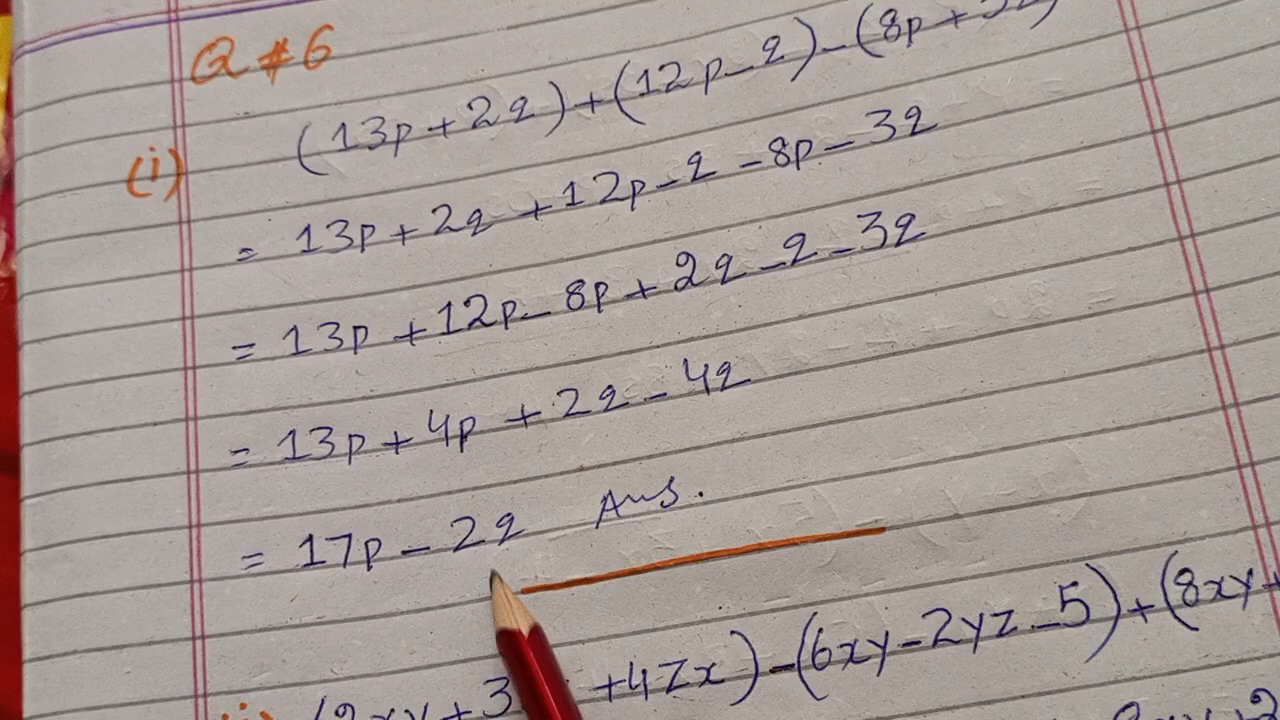 Q # 6
(i) (13p + 2q) + (12p - q) - (8p +
= 13p + 2q + 12p - q - 8p - 3q
= 13p + 12p - 8p + 2q - q - 3q
= 13p + 4p + 2q - 4q
= 17p - 2q Ans.
+ 3 + 4zx) - (6xy - 2yz - 5) + (8xy +